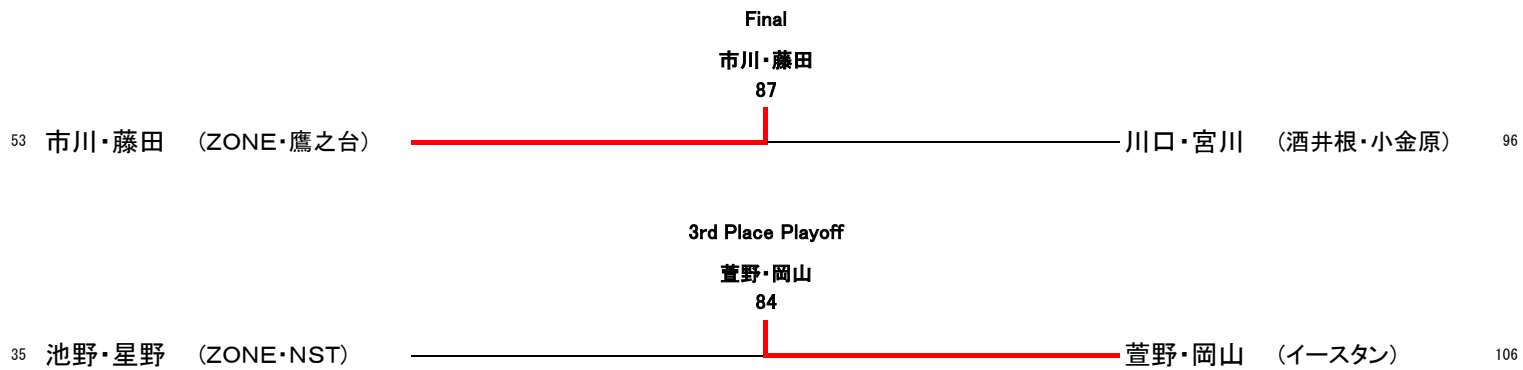 Final
市川・藤田
87
53 市川・藤田 (ZONE・鷹之台) 川口・宮川 (酒井根・小金原) 96
3rd Place Playoff
萱野・岡山
84
35 池野・星野 (ZONE・NST) 萱野・岡山 (イースタン) 106